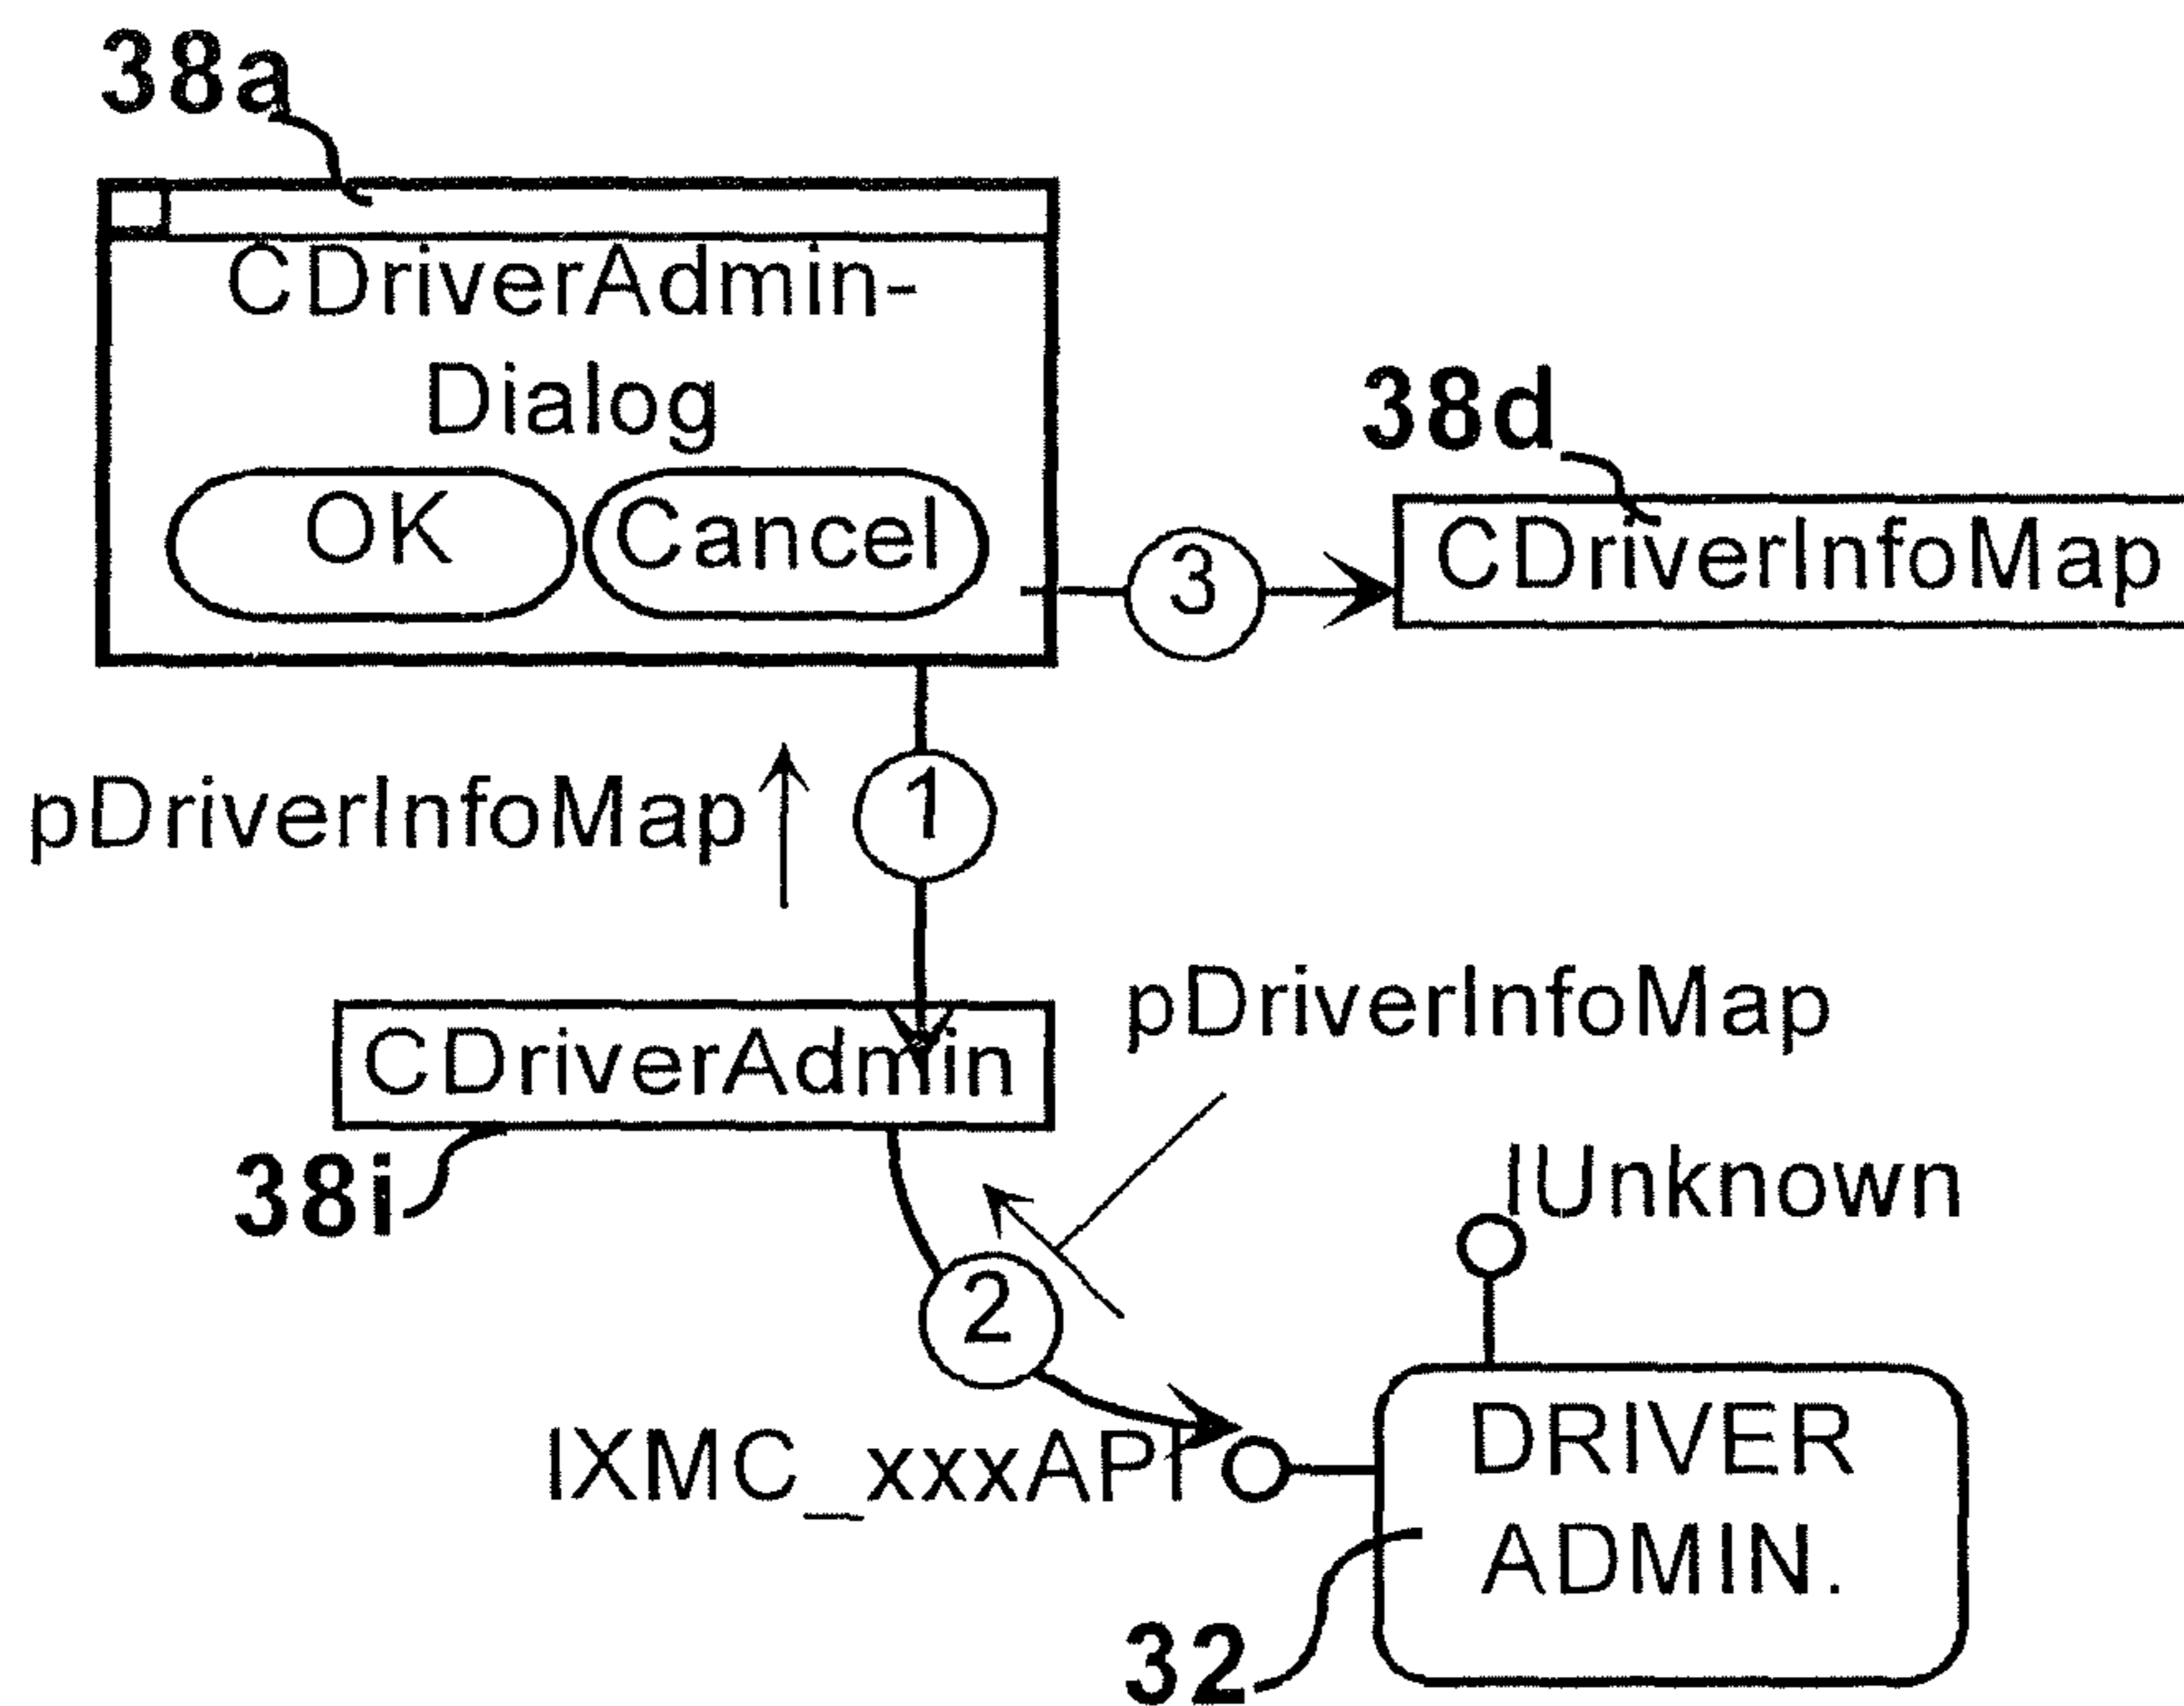 38a
CDriverAdmin-
Dialog
OK
Cancel
38d
CDriverInfoMap
3
pDriverInfoMap
1
CDriverAdmin
pDriverInfoMap
38i
IUnknown
2
IXMC_xxxAPI
DRIVER
ADMIN.
32